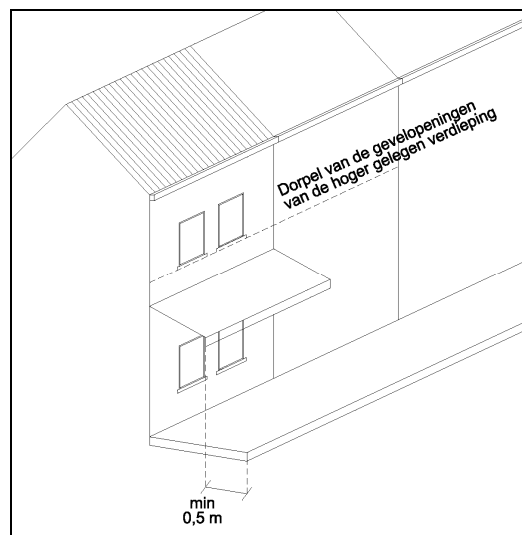 Dorpel van de gevelopeningen
van de hoger gelegen verdieping
min
0,5 m